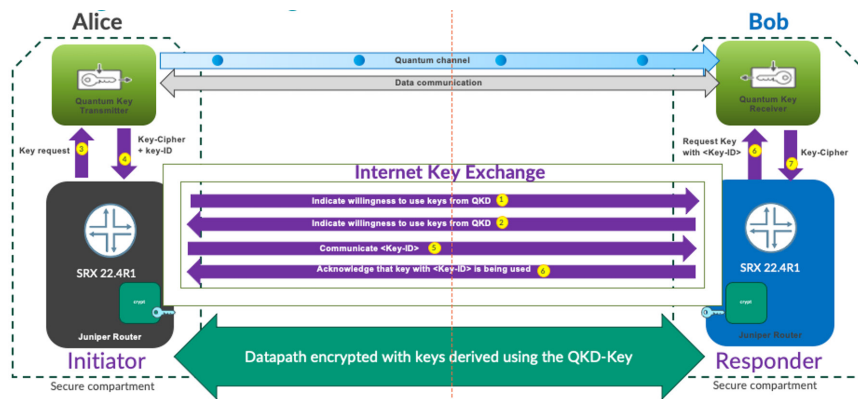 Alice
Bob
Quantum channel
Data communication
Quantum Key
Transmitter
Quantum Key
Receiver
Key request
3
4
Key-Cipher
+ key-ID
Request Key
with <Key-ID>
6
7
Key-Cipher
Internet Key Exchange
Indicate willingness to use keys from QKD 1
Indicate willingness to use keys from QKD 2
Communicate <Key-ID> 5
Acknowledge that key with <Key-ID> is being used 6
SRX 22.4R1
SRX 22.4R1
crypt
crypt
Juniper Router
Juniper Router
Datapath encrypted with keys derived using the QKD-Key
Initiator
Responder
Secure compartment
Secure compartment